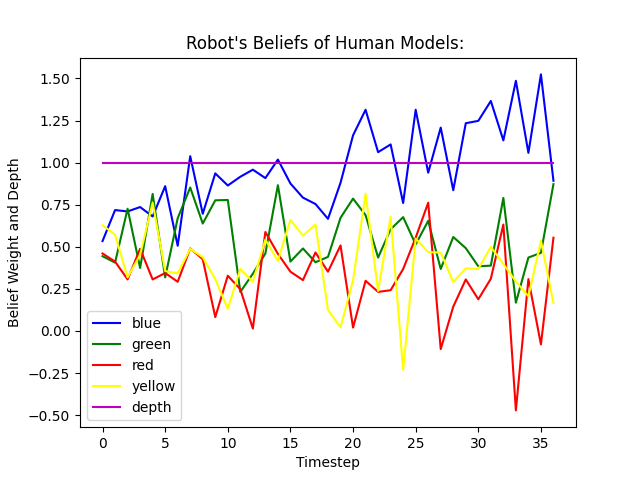 Robot's Beliefs of Human Models:
Belief Weight and Depth
1.50
1.25
1.00
0.75
0.50
0.25
0.00
−0.25
−0.50
blue
green
red
yellow
depth
0 5 10 15 20 25 30 35
Timestep